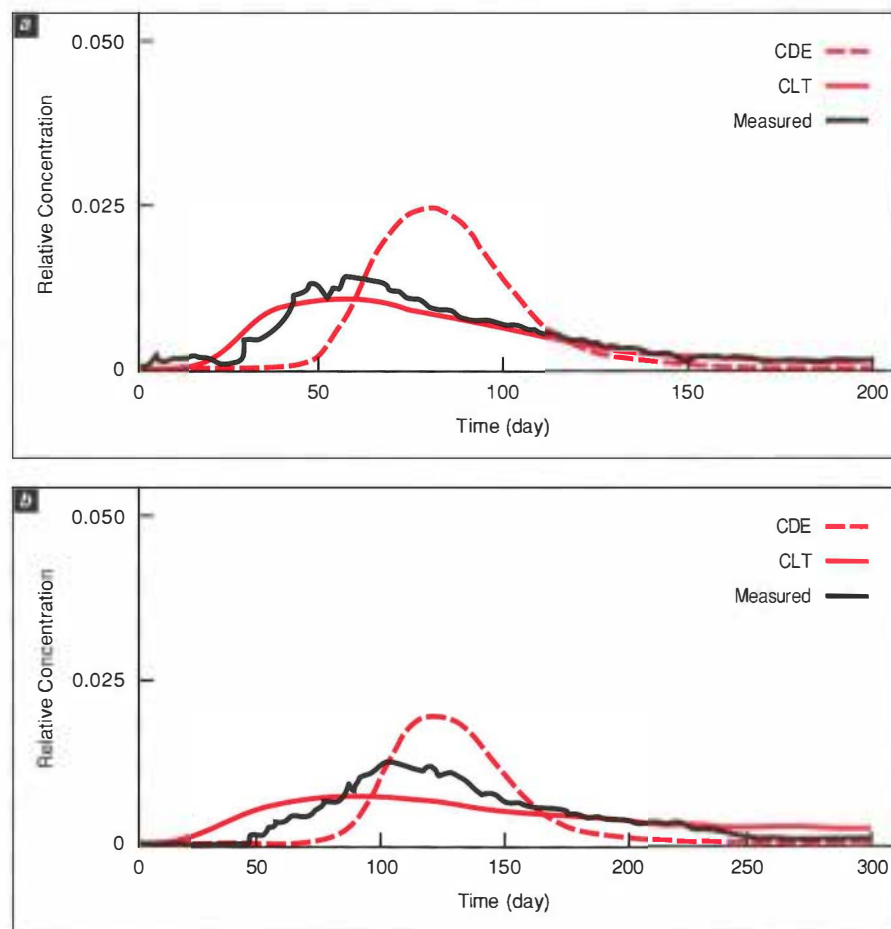 a
0.050
CDE
CLT
Measured
0.025
Relative Concentration
0
0 50 100 150 200
Time (day)
b
0.050
CDE
CLT
Measured
0.025
Relative Concentration
0
0 50 100 150 200 250 300
Time (day)